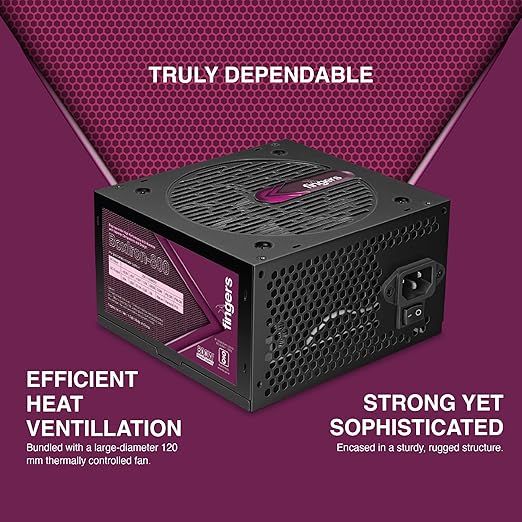 TRULY DEPENDABLE
fingers
fingers
EFFICIENT
HEAT
VENTILLATION
Bundled with a large-diameter 120
mm thermally controlled fan.
STRONG YET
SOPHISTICATED
Encased in a sturdy, rugged structure.